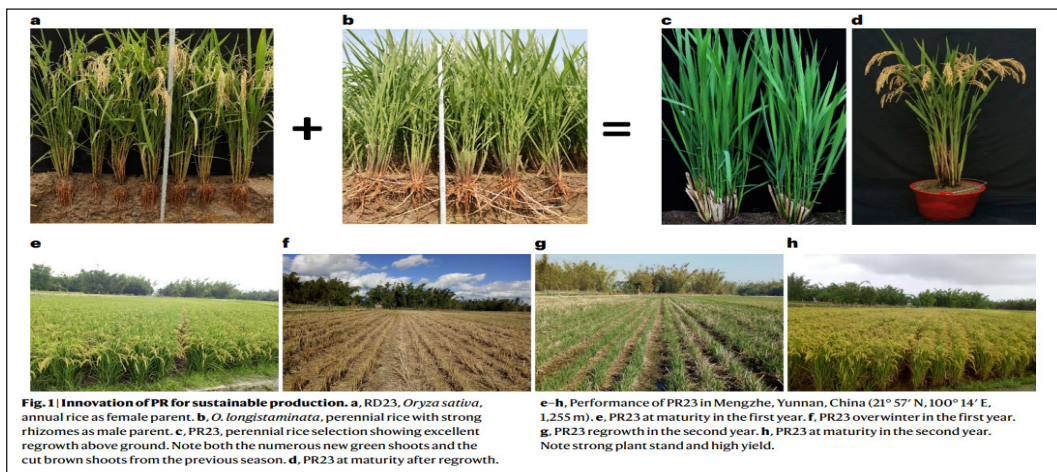 a
b
c
d
+
=
e
f
g
h
Fig. 1 | Innovation of PR for sustainable production. a, RD23, Oryza sativa,
annual rice as female parent. b, O. longistaminata, perennial rice with strong
rhizomes as male parent. c, PR23, perennial rice selection showing excellent
regrowth above ground. Note both the numerous new green shoots and the
cut brown shoots from the previous season. d, PR23 at maturity after regrowth.
e–h, Performance of PR23 in Mengzhe, Yunnan, China (21° 57′ N, 100° 14′ E,
1,255 m). e, PR23 at maturity in the first year. f, PR23 overwinter in the first year.
g, PR23 regrowth in the second year. h, PR23 at maturity in the second year.
Note strong plant stand and high yield.